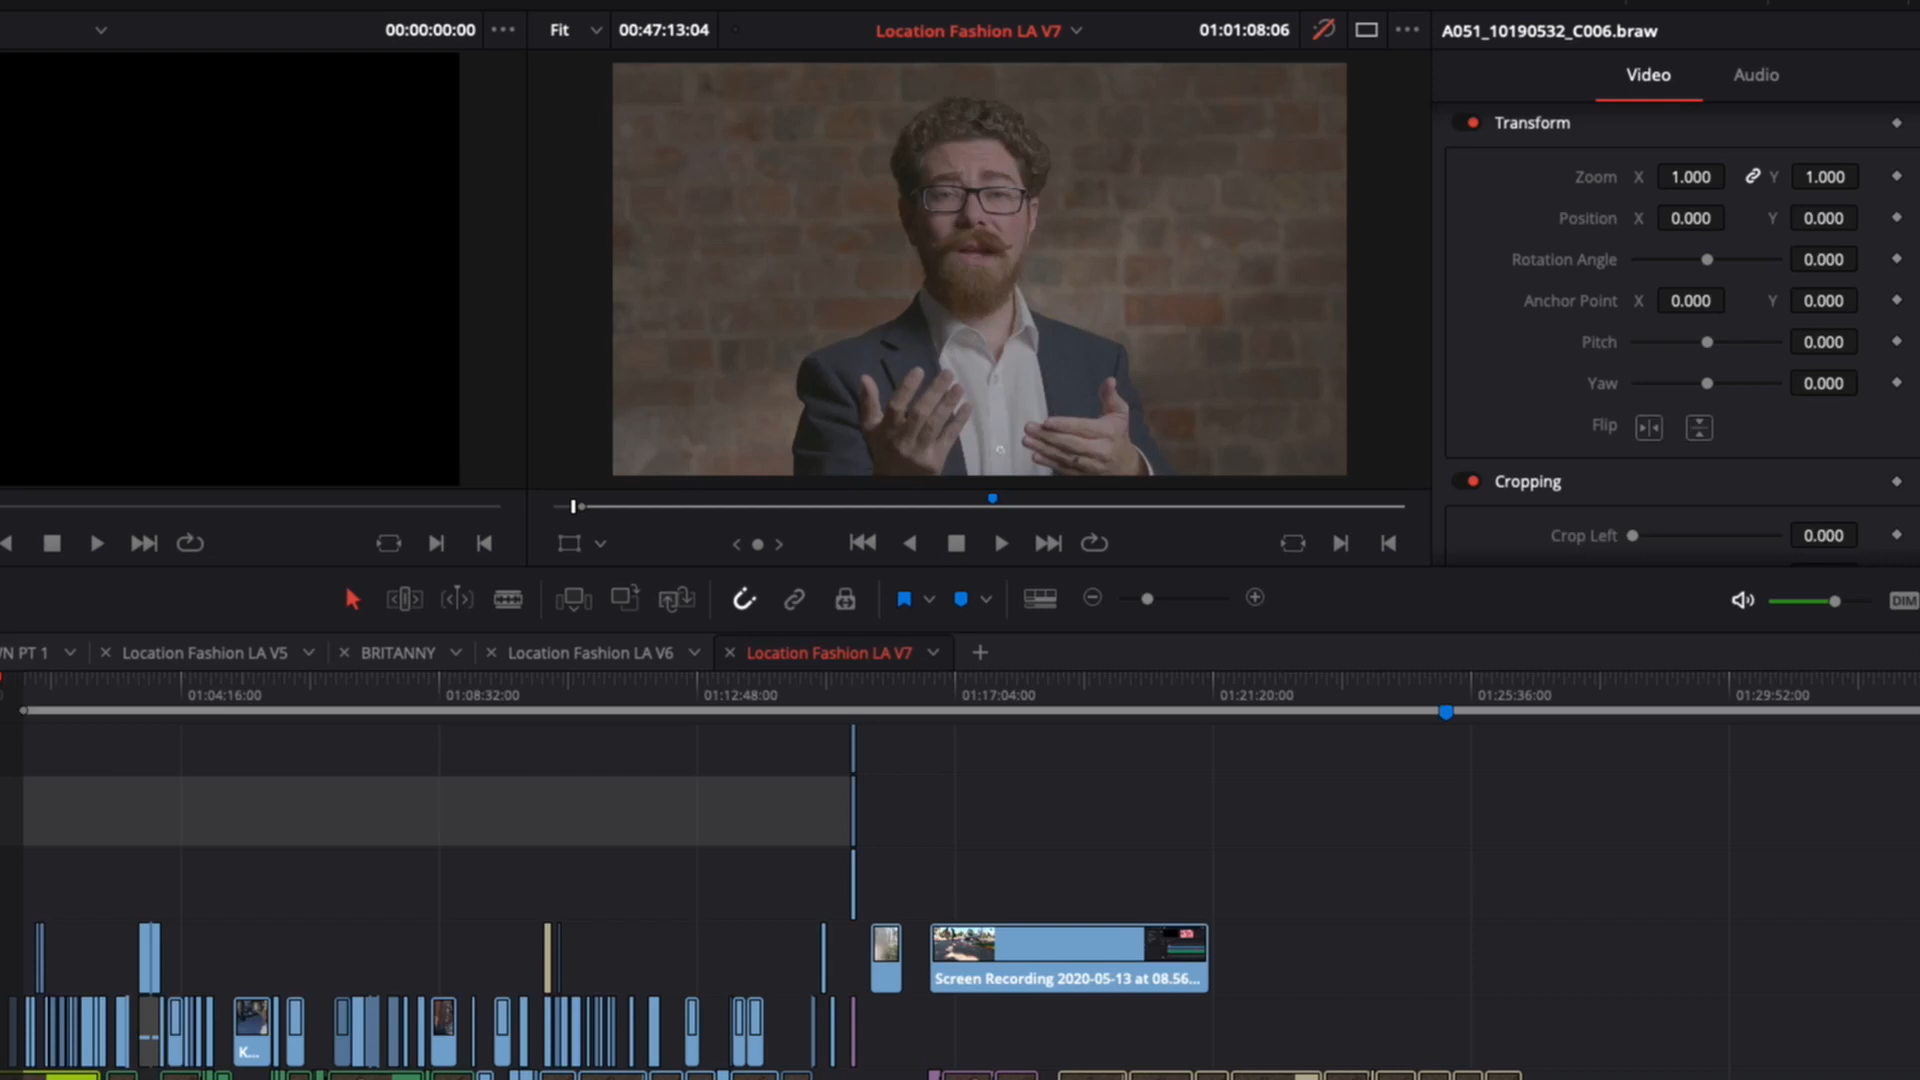 00:00:00:00
Fit
00:47:13:04
Location Fashion LA V7
01:01:08:06
A051_10190532_C006.braw
Video
Audio
Transform
Zoom X 1.000 Y 1.000
Position X 0.000 Y 0.000
Rotation Angle 0.000
Anchor Point X 0.000 Y 0.000
Pitch 0.000
Yaw 0.000
Flip
Cropping
Crop Left 0.000
DIM
PT 1
Location Fashion LA V5
BRITANNY
Location Fashion LA V6
Location Fashion LA V7
01:04:16:00
01:08:32:00
01:12:48:00
01:17:04:00
01:21:20:00
01:25:36:00
01:29:52:00
Screen Recording 2020-05-13 at 08.56...
K...